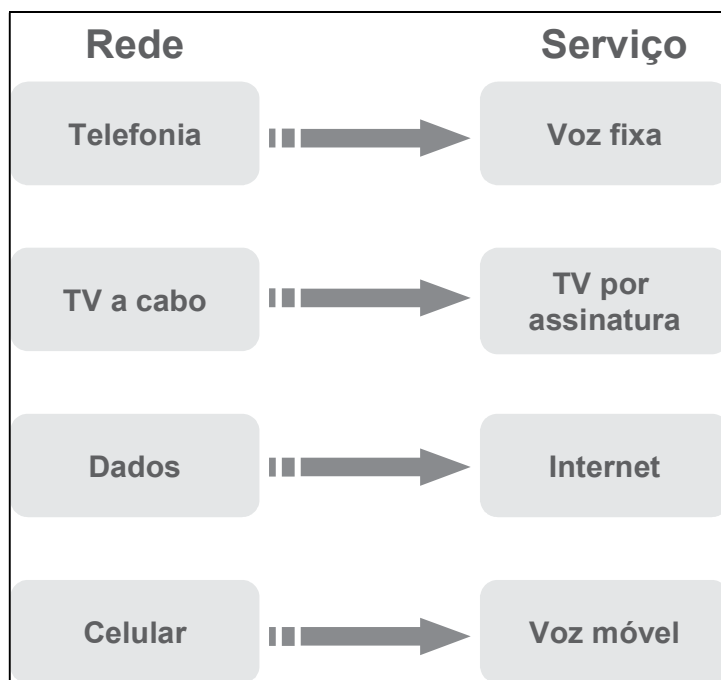 Rede
Serviço
Telefonia
Voz fixa
TV a cabo
TV por
assinatura
Dados
Internet
Celular
Voz móvel